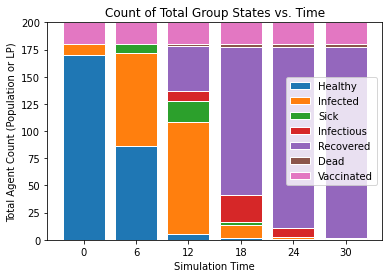 Count of Total Group States vs. Time
Total Agent Count (Population or LP)
200
175
150
125
100
75
50
25
0
Healthy
Infected
Sick
Infectious
Recovered
Dead
Vaccinated
0 6 12 18 24 30
Simulation Time